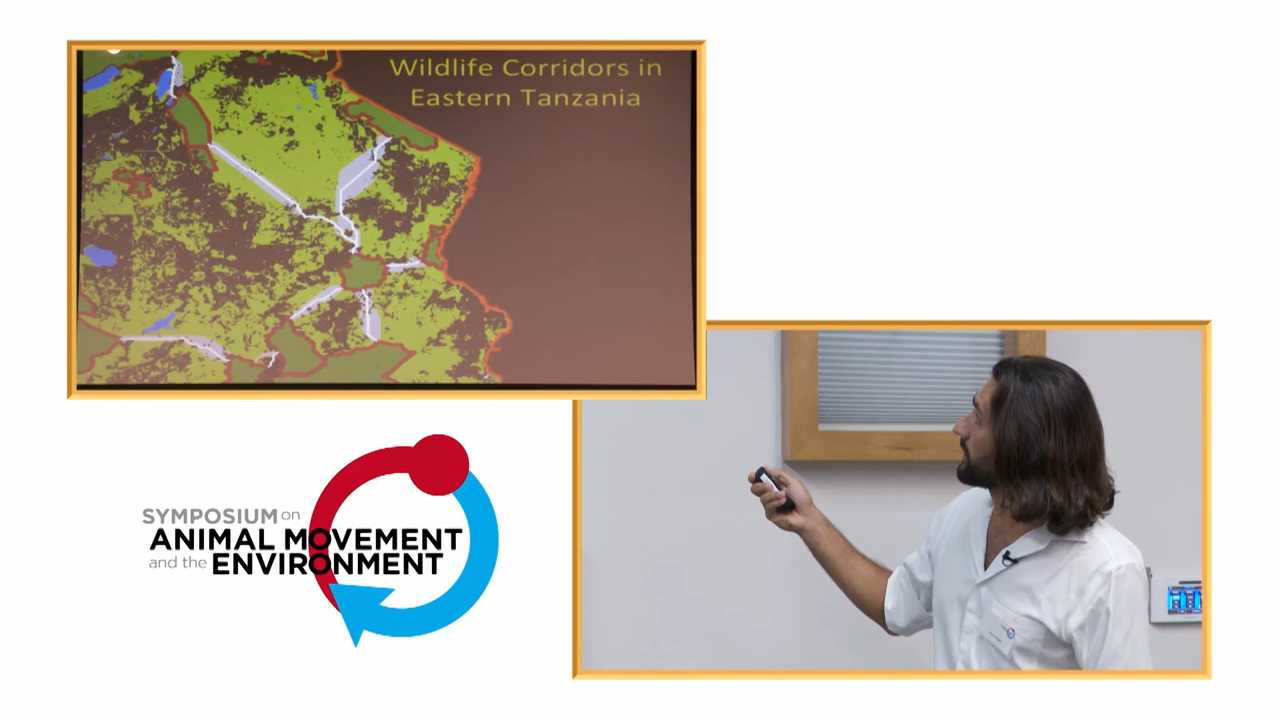 Wildlife Corridors in
Eastern Tanzania
SYMPOSIUM on
ANIMAL MOVEMENT
and the ENVIRONMENT